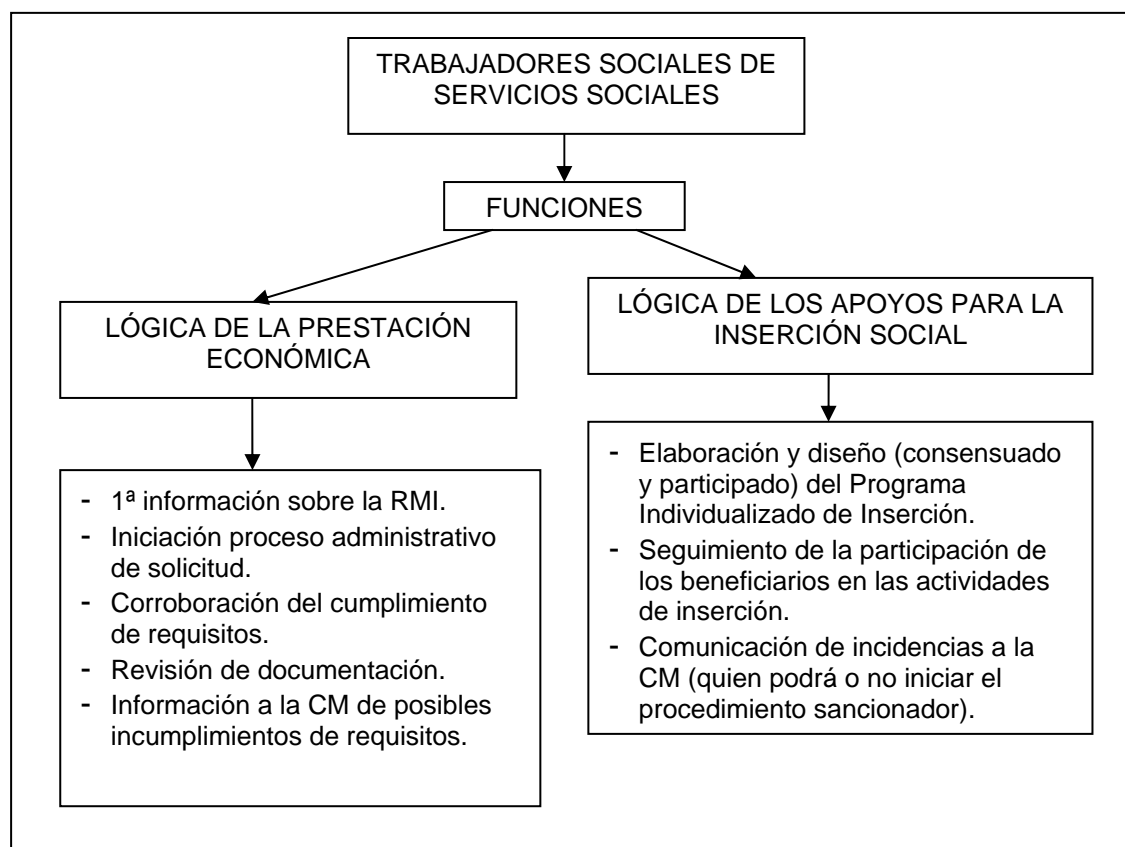 TRABAJADORES SOCIALES DE
SERVICIOS SOCIALES
FUNCIONES
LÓGICA DE LA PRESTACIÓN
ECONÓMICA
LÓGICA DE LOS APOYOS PARA LA
INSERCIÓN SOCIAL
- 1ª información sobre la RMI.
- Iniciación proceso administrativo
de solicitud.
- Corroboración del cumplimiento
de requisitos.
- Revisión de documentación.
- Información a la CM de posibles
incumplimientos de requisitos.
- Elaboración y diseño (consensuado
y participado) del Programa
Individualizado de Inserción.
- Seguimiento de la participación de
los beneficiarios en las actividades
de inserción.
- Comunicación de incidencias a la
CM (quien podrá o no iniciar el
procedimiento sancionador).